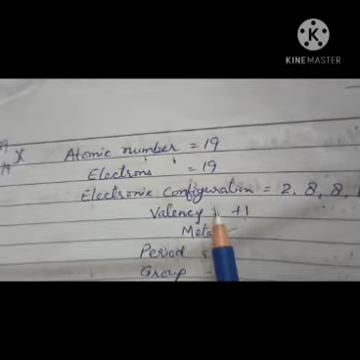 KINEMASTER
X
Atomic number = 19
Electrons = 19
Electronic Configuration = 2, 8, 8,
Valency +1
Period
Group